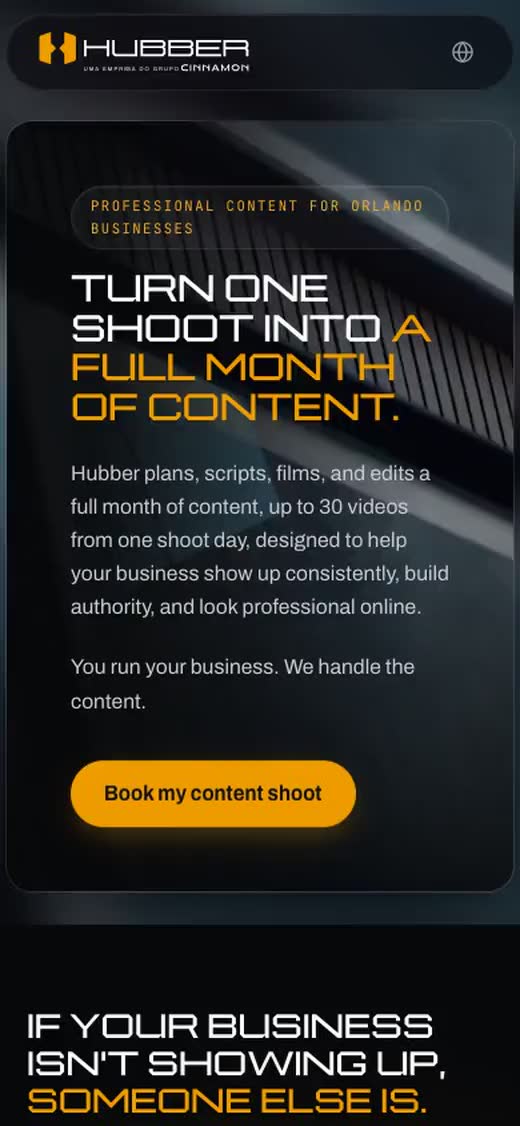 HUBBER
UMA EMPRESA DO GRUPO CINNAMON
PROFESSIONAL CONTENT FOR ORLANDO
BUSINESSES
TURN ONE
SHOOT INTO A
FULL MONTH
OF CONTENT.
Hubber plans, scripts, films, and edits a
full month of content, up to 30 videos
from one shoot day, designed to help
your business show up consistently, build
authority, and look professional online.
You run your business. We handle the
content.
Book my content shoot
IF YOUR BUSINESS
ISN'T SHOWING UP,
SOMEONE ELSE IS.